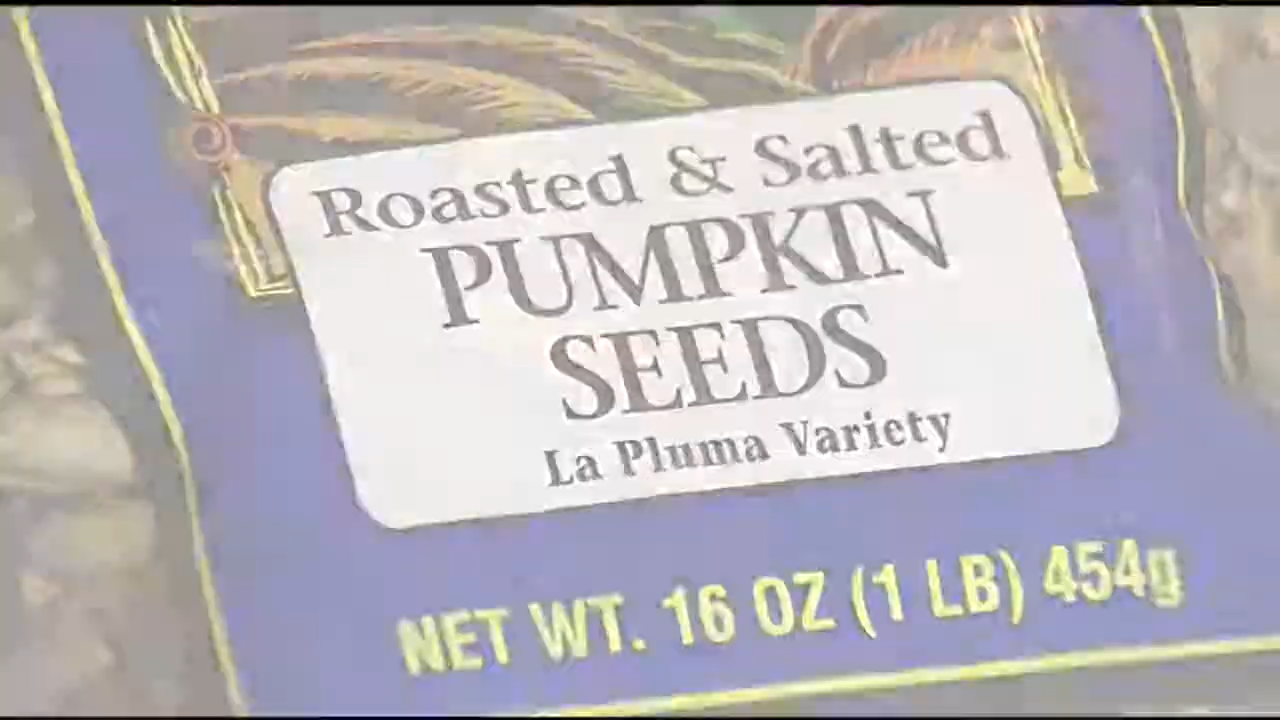 Roasted & Salted
PUMPKIN
SEEDS
La Pluma Variety
NET WT. 16 OZ (1 LB) 454g